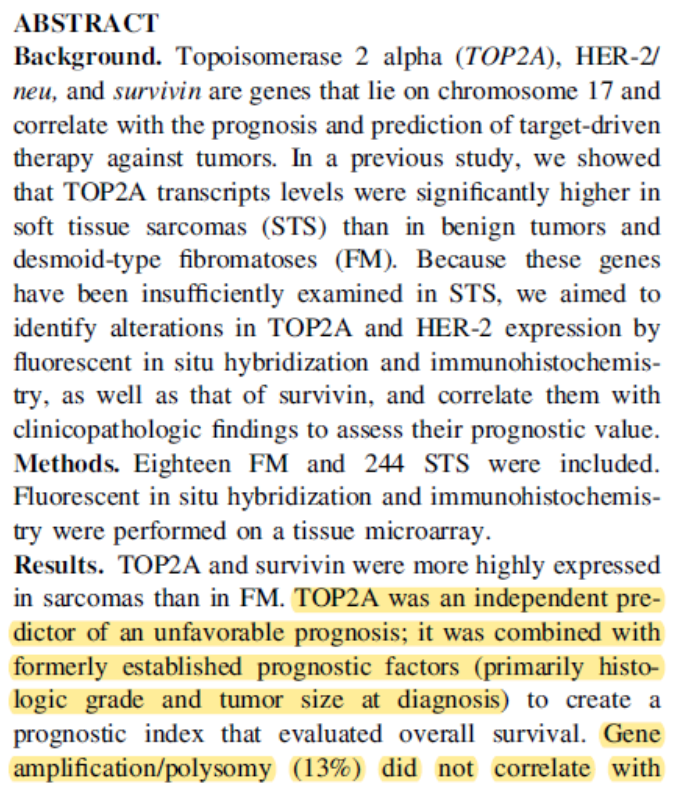 ABSTRACT
Background. Topoisomerase 2 alpha (TOP2A), HER-2/
neu, and survivin are genes that lie on chromosome 17 and
correlate with the prognosis and prediction of target-driven
therapy against tumors. In a previous study, we showed
that TOP2A transcripts levels were significantly higher in
soft tissue sarcomas (STS) than in benign tumors and
desmoid-type fibromatoses (FM). Because these genes
have been insufficiently examined in STS, we aimed to
identify alterations in TOP2A and HER-2 expression by
fluorescent in situ hybridization and immunohistochemis-
try, as well as that of survivin, and correlate them with
clinicopathologic findings to assess their prognostic value.
Methods. Eighteen FM and 244 STS were included.
Fluorescent in situ hybridization and immunohistochemis-
try were performed on a tissue microarray.
Results. TOP2A and survivin were more highly expressed
in sarcomas than in FM. TOP2A was an independent pre-
dictor of an unfavorable prognosis; it was combined with
formerly established prognostic factors (primarily histo-
logic grade and tumor size at diagnosis) to create a
prognostic index that evaluated overall survival. Gene
amplification/polysomy (13%) did not correlate with